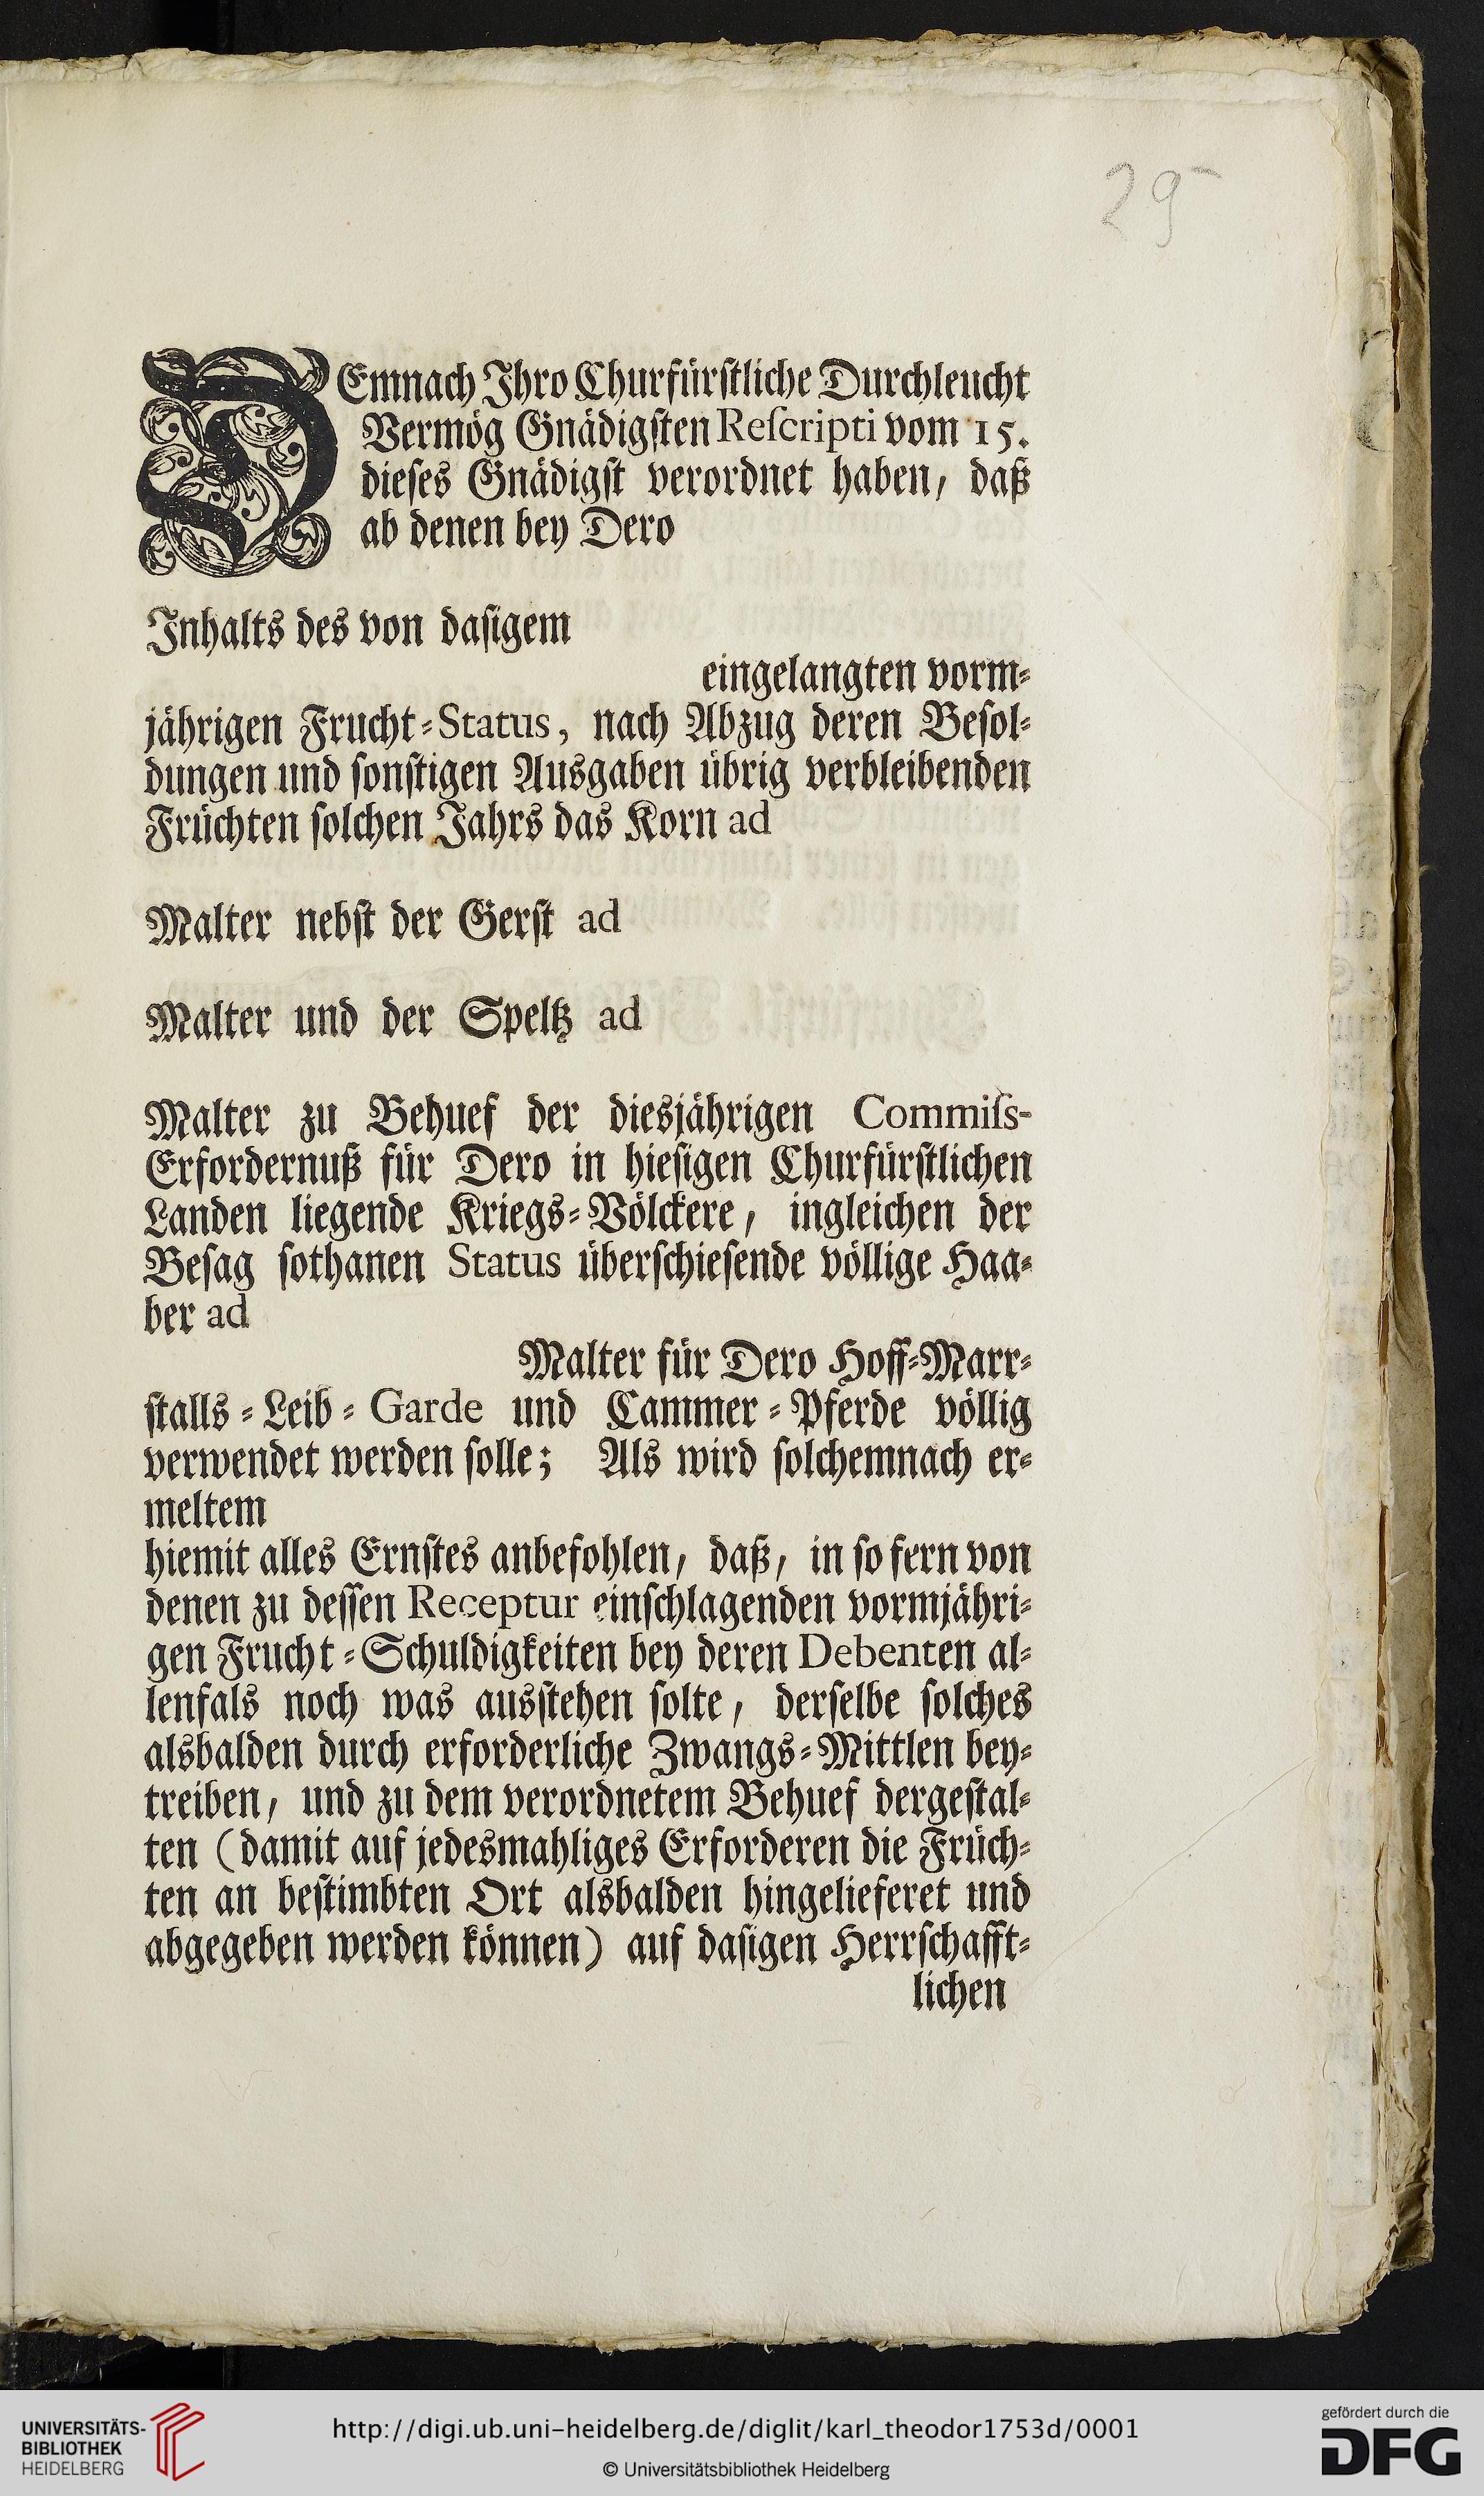 29
DEmnach Ihro Churfürstliche Durchleucht
Vermög Gnädigsten Rescripti vom 15.
dieses Gnädigst verordnet haben, daß
ab denen bey Dero
Inhalts des von dasigem
eingelangten vorm-
jährigen Frucht-Status, nach Abzug deren Besol-
dungen und sonstigen Ausgaben übrig verbleibenden
Früchten solchen Jahrs das Korn ad
Malter nebst der Gerst ad
Malter und der Speltz ad
Malter zu Behuef der diesjährigen Commiss-
Erfordernuß für Dero in hiesigen Churfürstlichen
Landen liegende Kriegs-Völckere, ingleichen der
Besag sothanen Status überschiesende völlige Haa-
ber ad
Malter für Dero Hoff-Marr-
stalls-Leib-Garde und Cammer-Pferde völlig
verwendet werden solle; Als wird solchemnach er-
meltem
hiemit alles Ernstes anbefohlen, daß, in so fern von
denen zu dessen Receptur einschlagenden vormjähri-
gen Frucht-Schuldigkeiten bey deren Debenten al-
lenfals noch was ausstehen solte, derselbe solches
alsbalden durch erforderliche Zwangs-Mittlen bey-
treiben, und zu dem verordnetem Behuef dergestal-
ten (damit auf jedesmahliges Erforderen die Früch-
ten an bestimbten Ort alsbalden hingelieferet und
abgegeben werden können) auf dasigen Herrschafft-
lichen
UNIVERSITÄTS-
BIBLIOTHEK
HEIDELBERG
http://digi.ub.uni-heidelberg.de/diglit/karl_theodor1753d/0001
© Universitätsbibliothek Heidelberg
gefördert durch die
DFG